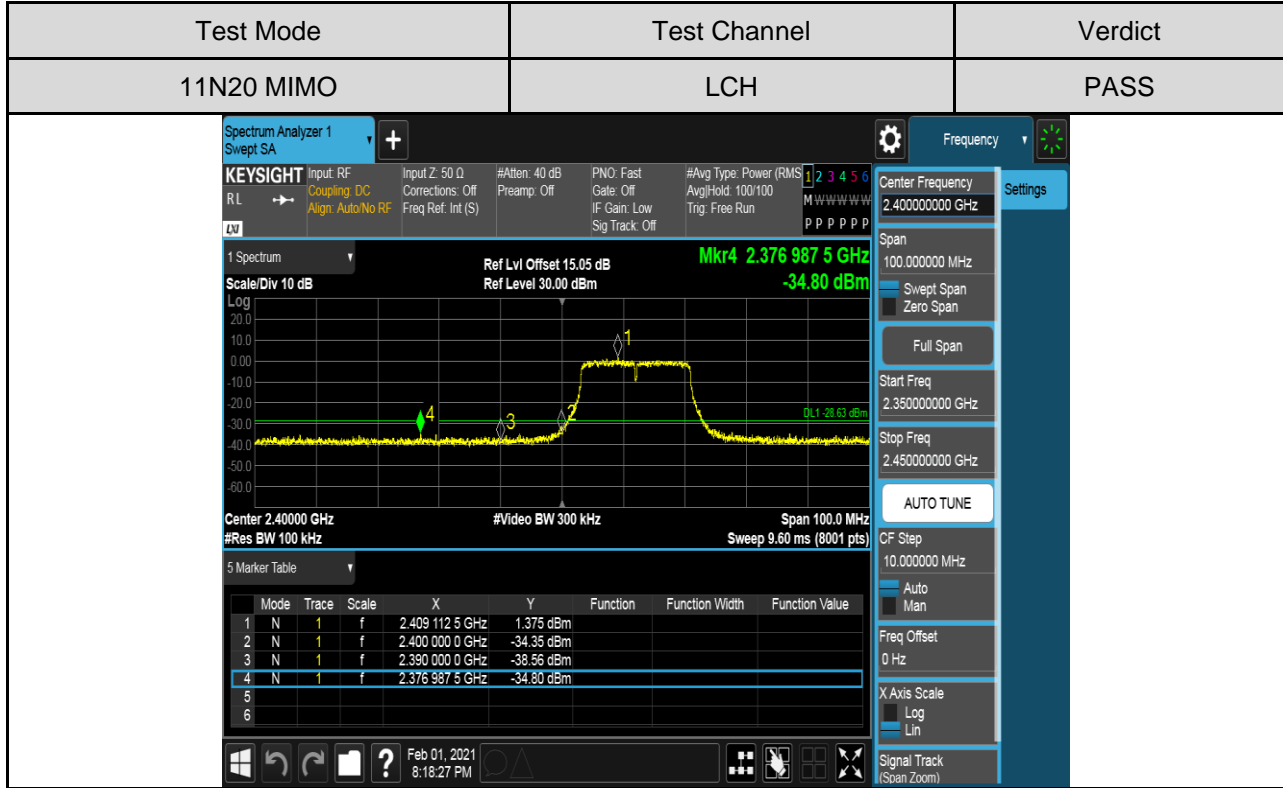 Test Mode Test Channel Verdict
11N20 MIMO LCH PASS
Spectrum Analyzer 1
Swept SA
+
Frequency
KEYSIGHT Input: RF Input Z: 50 Ω #Atten: 40 dB PNO: Fast #Avg Type: Power (RMS 1 2 3 4 5 6
RL Coupling: DC Corrections: Off Preamp: Off Gate: Off Avg|Hold: 100/100 M W W W W W
Align: Auto/No RF Freq Ref: Int (S) IF Gain: Low Trig: Free Run
LXI Sig Track: Off P P P P P P
1 Spectrum
Ref Lvl Offset 15.05 dB Mkr4 2.376 987 5 GHz
Scale/Div 10 dB Ref Level 30.00 dBm -34.80 dBm
Log
20.0
10.0
0.00
-10.0
-20.0
-30.0
-40.0
-50.0
-60.0
1
4
3
2
DL1 -28.63 dBm
Center 2.40000 GHz #Video BW 300 kHz Span 100.0 MHz
#Res BW 100 kHz Sweep 9.60 ms (8001 pts)
5 Marker Table
Mode Trace Scale X Y Function Function Width Function Value
1 N 1 f 2.409 112 5 GHz 1.375 dBm
2 N 1 f 2.400 000 0 GHz -34.35 dBm
3 N 1 f 2.390 000 0 GHz -38.56 dBm
4 N 1 f 2.376 987 5 GHz -34.80 dBm
5
6
?
Feb 01, 2021
8:18:27 PM
Center Frequency
2.400000000 GHz
Settings
Span
100.000000 MHz
Swept Span
Zero Span
Full Span
Start Freq
2.350000000 GHz
Stop Freq
2.450000000 GHz
AUTO TUNE
CF Step
10.000000 MHz
Auto
Man
Freq Offset
0 Hz
X Axis Scale
Log
Lin
Signal Track
(Span Zoom)